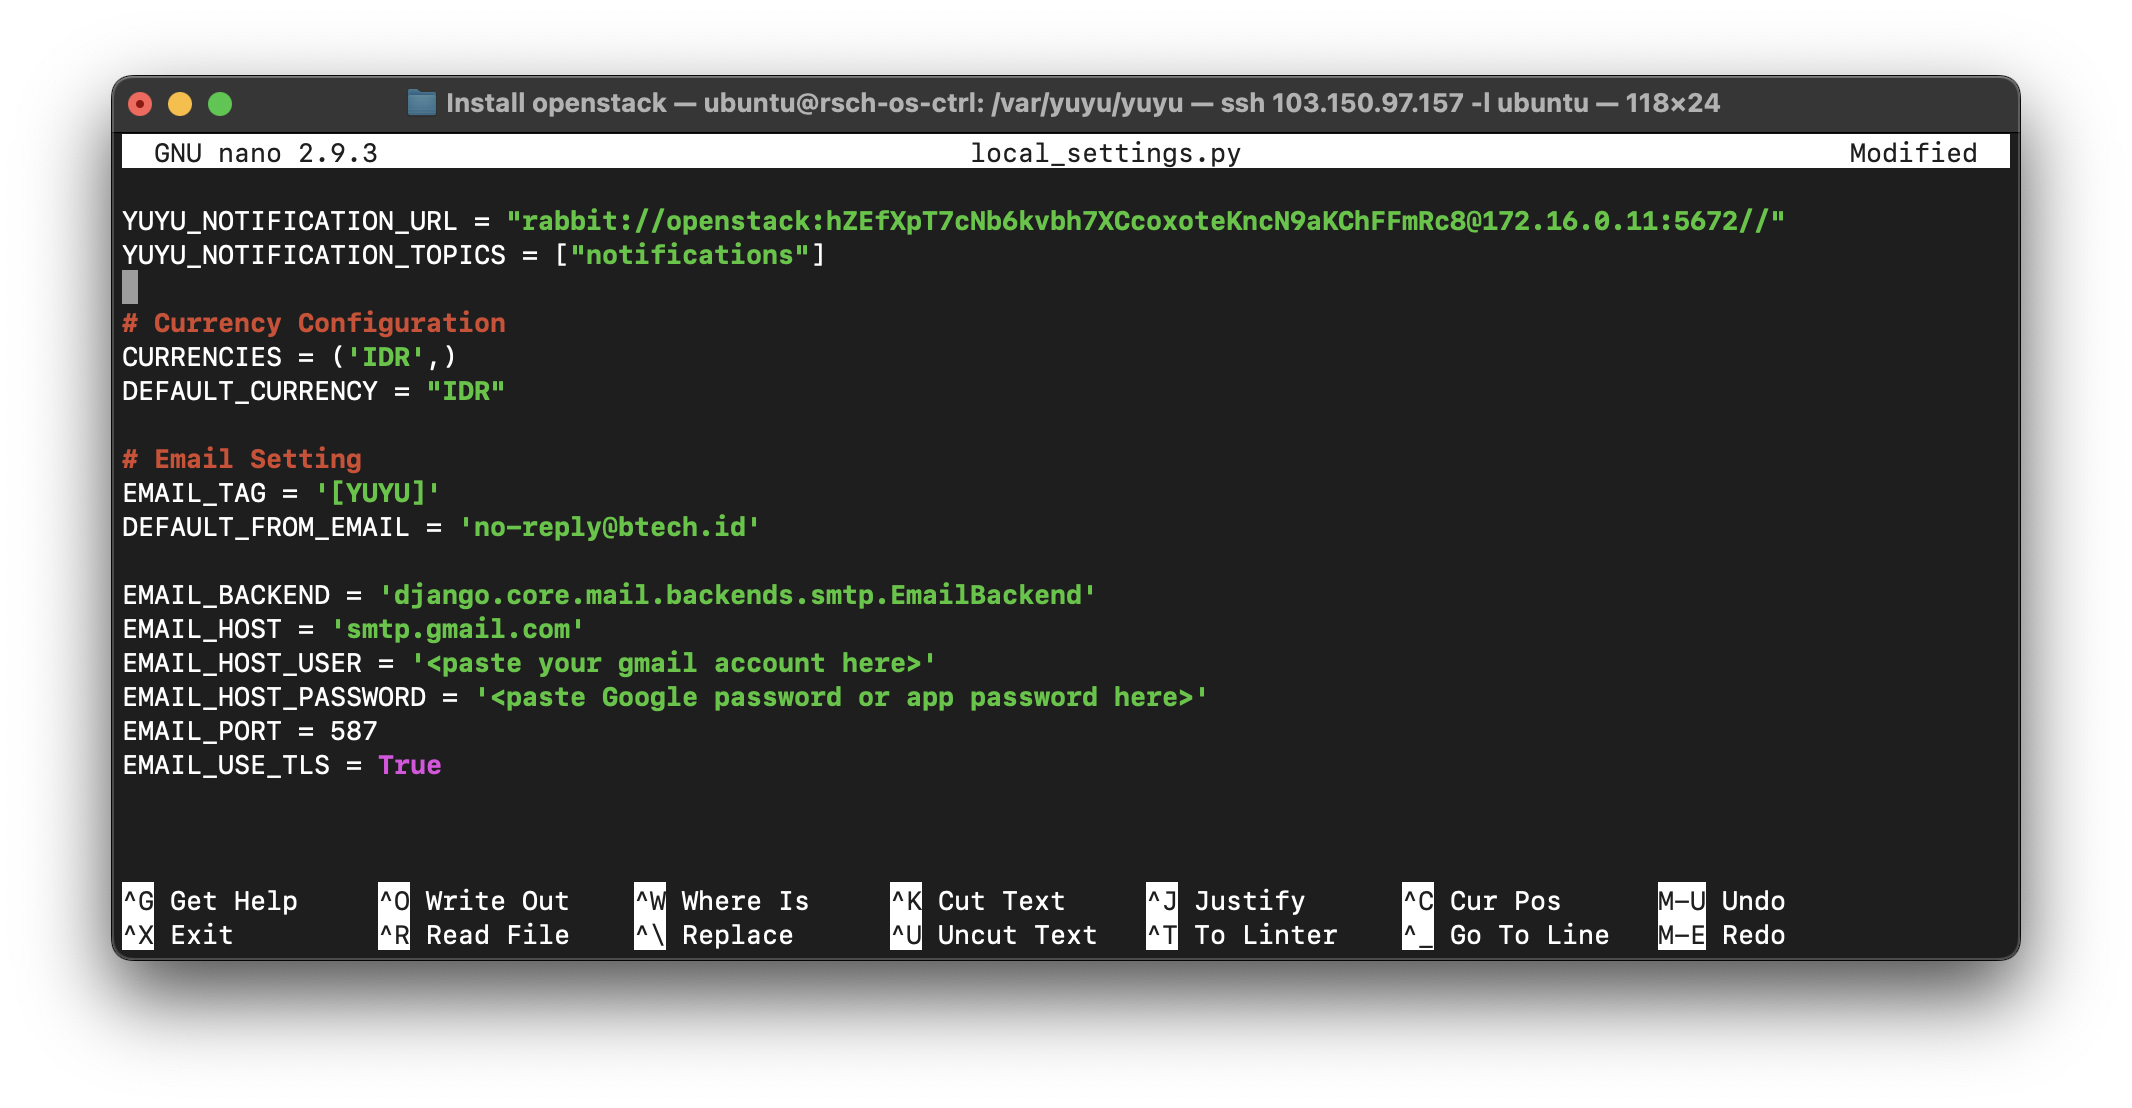 Install openstack — ubuntu@rsch-os-ctrl: /var/yuyu/yuyu — ssh 103.150.97.157 -l ubuntu — 118×24
GNU nano 2.9.3 local_settings.py Modified
YUYU_NOTIFICATION_URL = "rabbit://openstack:hZEfXpT7cNb6kvbh7XCcoxoteKncN9aKChFFmRc8@172.16.0.11:5672//"
YUYU_NOTIFICATION_TOPICS = ["notifications"]
# Currency Configuration
CURRENCIES = ('IDR',)
DEFAULT_CURRENCY = "IDR"
# Email Setting
EMAIL_TAG = '[YUYU]'
DEFAULT_FROM_EMAIL = 'no-reply@btech.id'
EMAIL_BACKEND = 'django.core.mail.backends.smtp.EmailBackend'
EMAIL_HOST = 'smtp.gmail.com'
EMAIL_HOST_USER = '<paste your gmail account here>'
EMAIL_HOST_PASSWORD = '<paste Google password or app password here>'
EMAIL_PORT = 587
EMAIL_USE_TLS = True
^G Get Help ^O Write Out ^W Where Is ^K Cut Text ^J Justify ^C Cur Pos M-U Undo
^X Exit ^R Read File ^\ Replace ^U Uncut Text ^T To Linter ^_ Go To Line M-E Redo